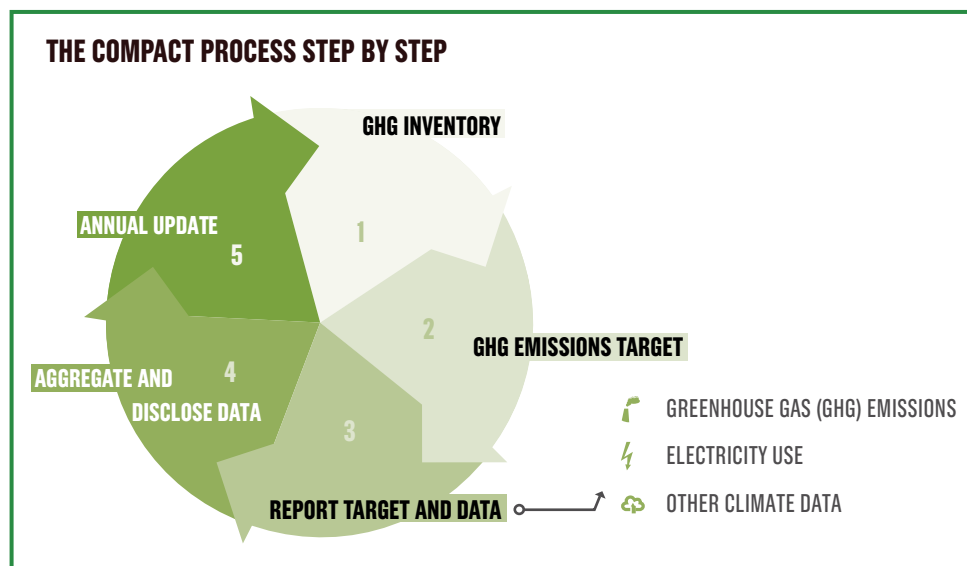 THE COMPACT PROCESS STEP BY STEP
GHG INVENTORY
1
ANNUAL UPDATE
5
2
GHG EMISSIONS TARGET
4
AGGREGATE AND
DISCLOSE DATA
3
REPORT TARGET AND DATA
GREENHOUSE GAS (GHG) EMISSIONS
ELECTRICITY USE
OTHER CLIMATE DATA